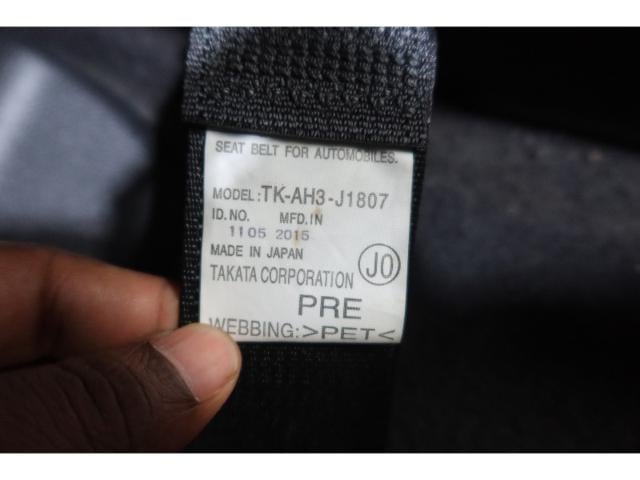 SEAT BELT FOR AUTOMOBILES.
MODEL:TK-AH3-J1807
ID.NO. MFD.IN
1105 2015
MADE IN JAPAN
JO
TAKATA CORPORATION
PRE
WEBBING:>PET<